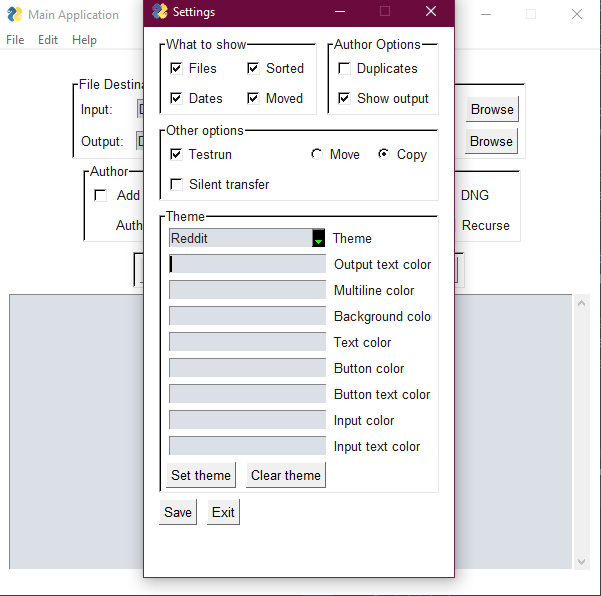 Main Application
File Edit Help
Settings
What to show
Files
Sorted
Dates
Moved
Author Options
Duplicates
Show output
Other options
Testrun
Move
Copy
Silent transfer
Theme
Reddit
Theme
Output text color
Multiline color
Background colo
Text color
Button color
Button text color
Input color
Input text color
Set theme
Clear theme
Save
Exit
File Destina
Input:
Browse
Output:
Browse
Author
Add
DNG
Auth
Recurse